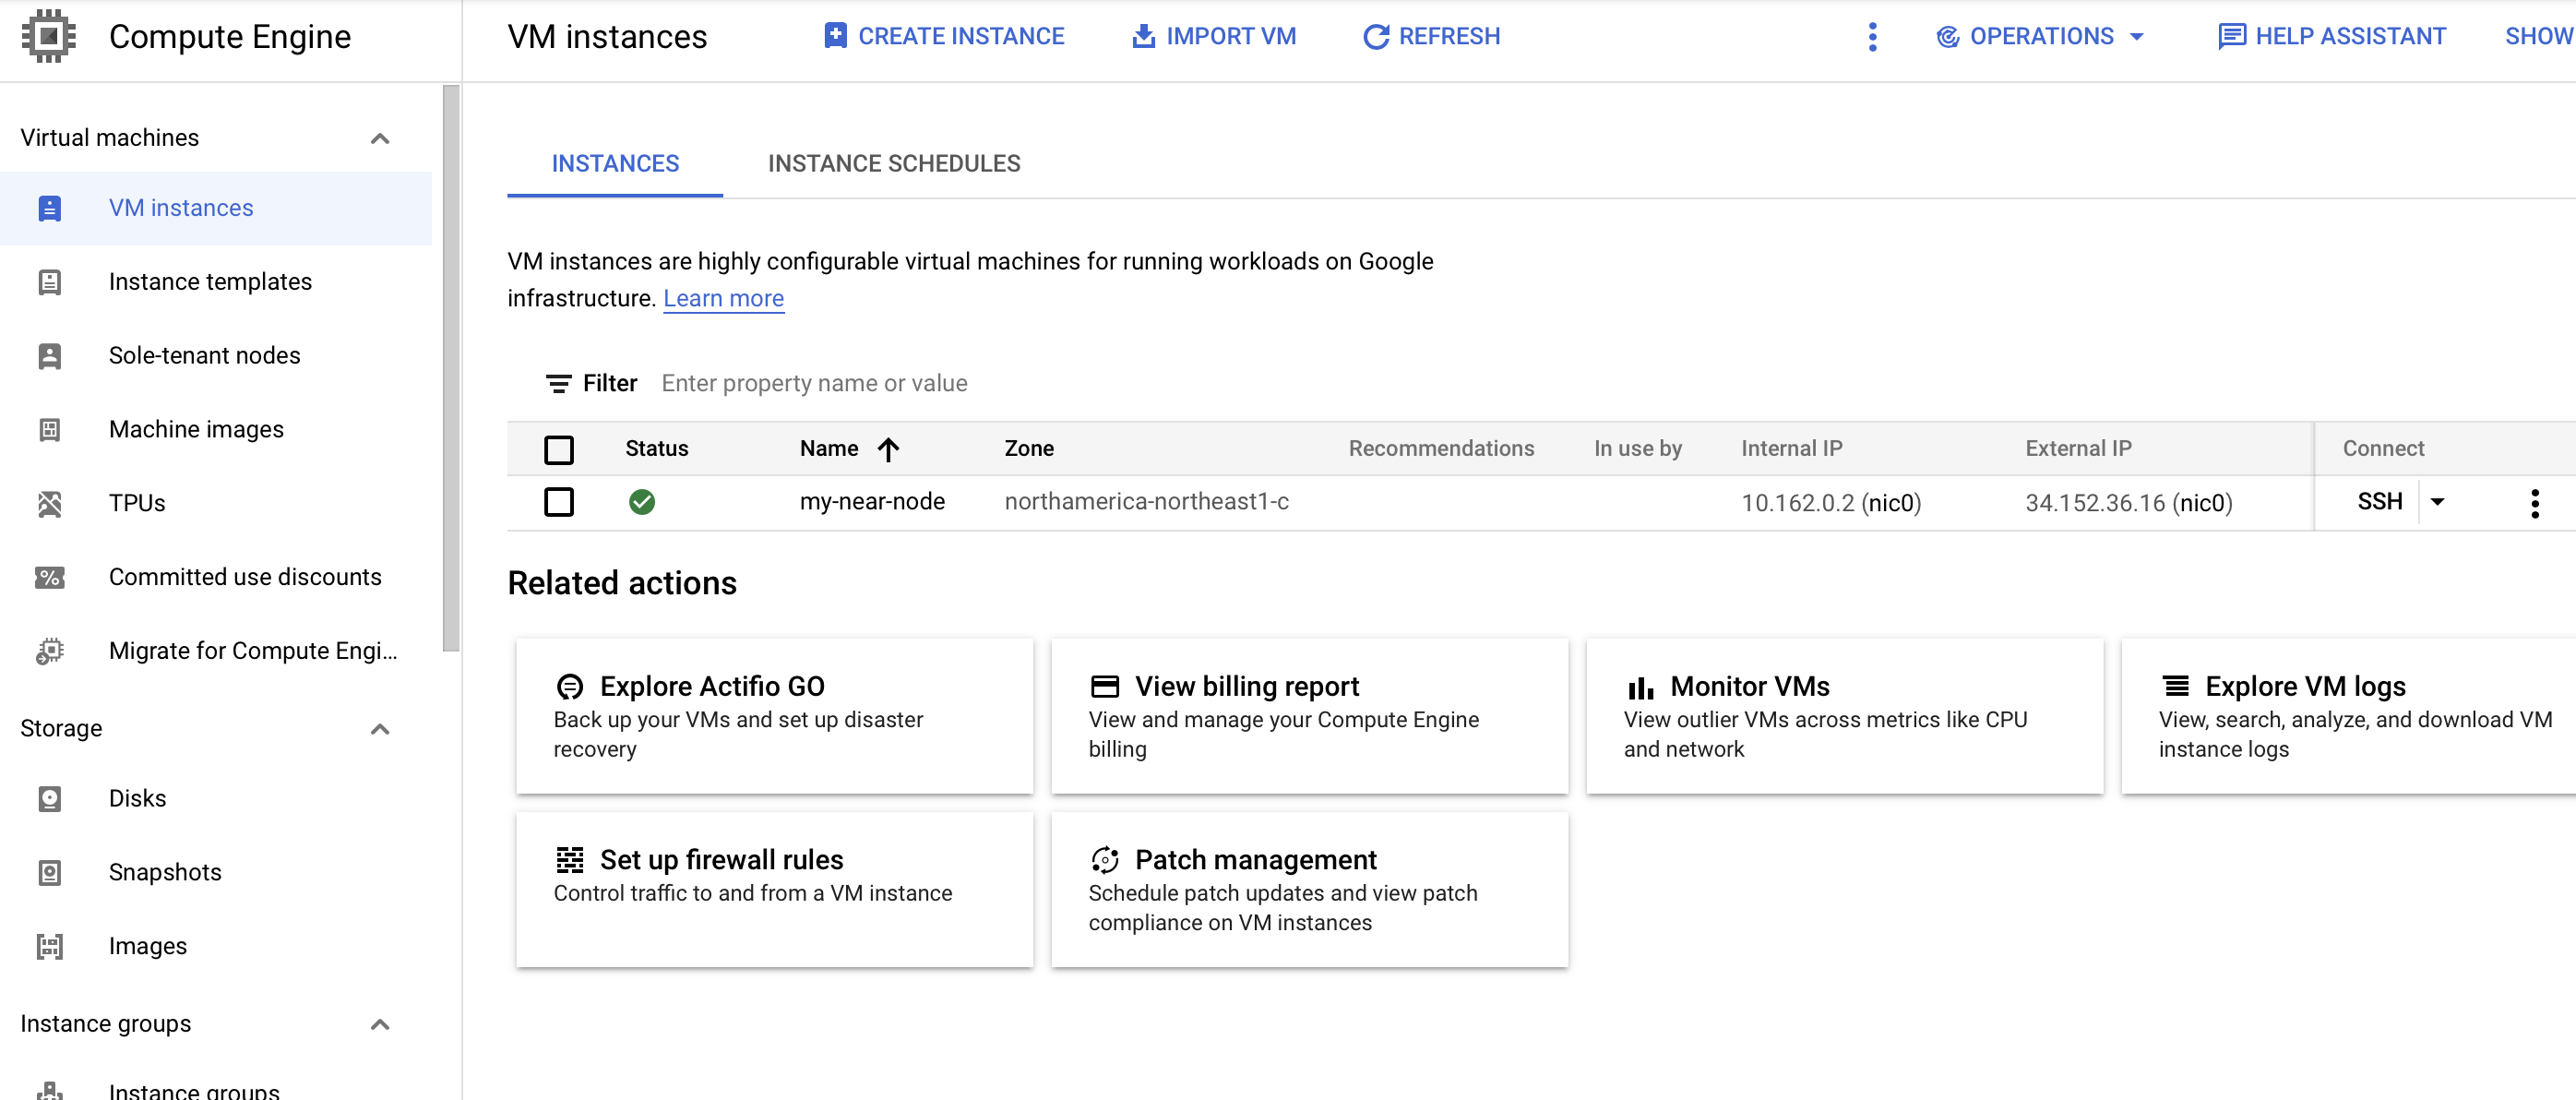 Compute Engine
VM instances
CREATE INSTANCE
IMPORT VM
REFRESH
OPERATIONS
HELP ASSISTANT
SHOW
Virtual machines
VM instances
Instance templates
Sole-tenant nodes
Machine images
TPUs
Committed use discounts
Migrate for Compute Engi...
Storage
Disks
Snapshots
Images
Instance groups
Instance groups
INSTANCES
INSTANCE SCHEDULES
VM instances are highly configurable virtual machines for running workloads on Google
infrastructure. Learn more
Filter Enter property name or value
Status Name Zone Recommendations In use by Internal IP External IP Connect
my-near-node northamerica-northeast1-c 10.162.0.2 (nic0) 34.152.36.16 (nic0) SSH
Related actions
Explore Actifio GO
Back up your VMs and set up disaster
recovery
View billing report
View and manage your Compute Engine
billing
Monitor VMs
View outlier VMs across metrics like CPU
and network
Explore VM logs
View, search, analyze, and download VM
instance logs
Set up firewall rules
Control traffic to and from a VM instance
Patch management
Schedule patch updates and view patch
compliance on VM instances